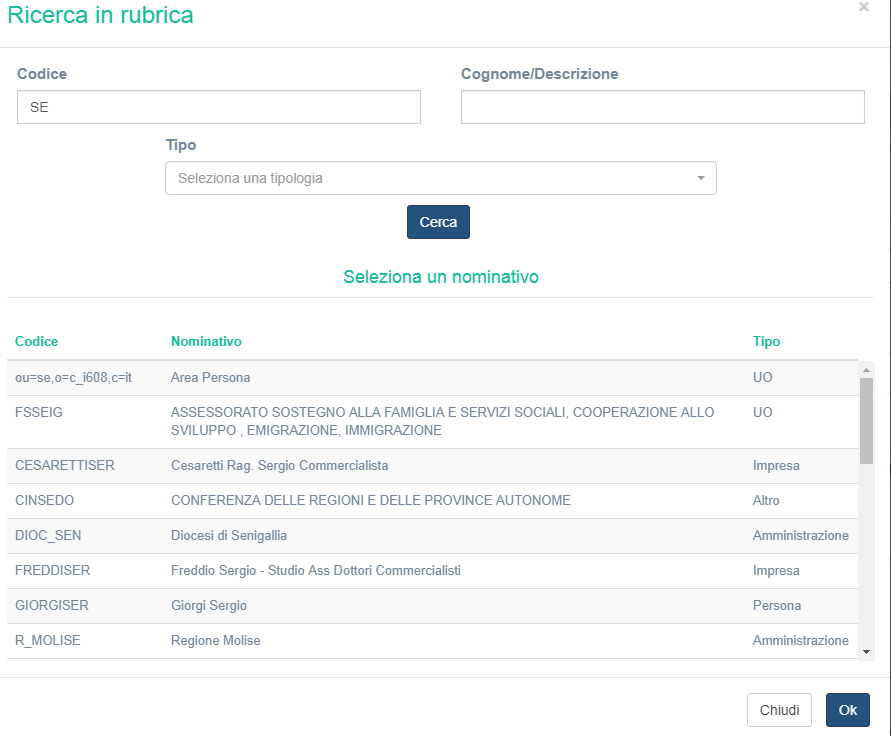 Ricerca in rubrica
×
Codice
Cognome/Descrizione
SE
Tipo
Seleziona una tipologia
Cerca
Seleziona un nominativo
Codice Nominativo Tipo
ou=se,o=c_i608,c=it Area Persona UO
FSSEIG ASSESSORATO SOSTEGNO ALLA FAMIGLIA E SERVIZI SOCIALI, COOPERAZIONE ALLO UO
SVILUPPO , EMIGRAZIONE, IMMIGRAZIONE
CESARETTISER Cesaretti Rag. Sergio Commercialista Impresa
CINSEDO CONFERENZA DELLE REGIONI E DELLE PROVINCE AUTONOME Altro
DIOC_SEN Diocesi di Senigallia Amministrazione
FREDDISER Freddio Sergio - Studio Ass Dottori Commercialisti Impresa
GIORGISER Giorgi Sergio Persona
R_MOLISE Regione Molise Amministrazione
Chiudi Ok